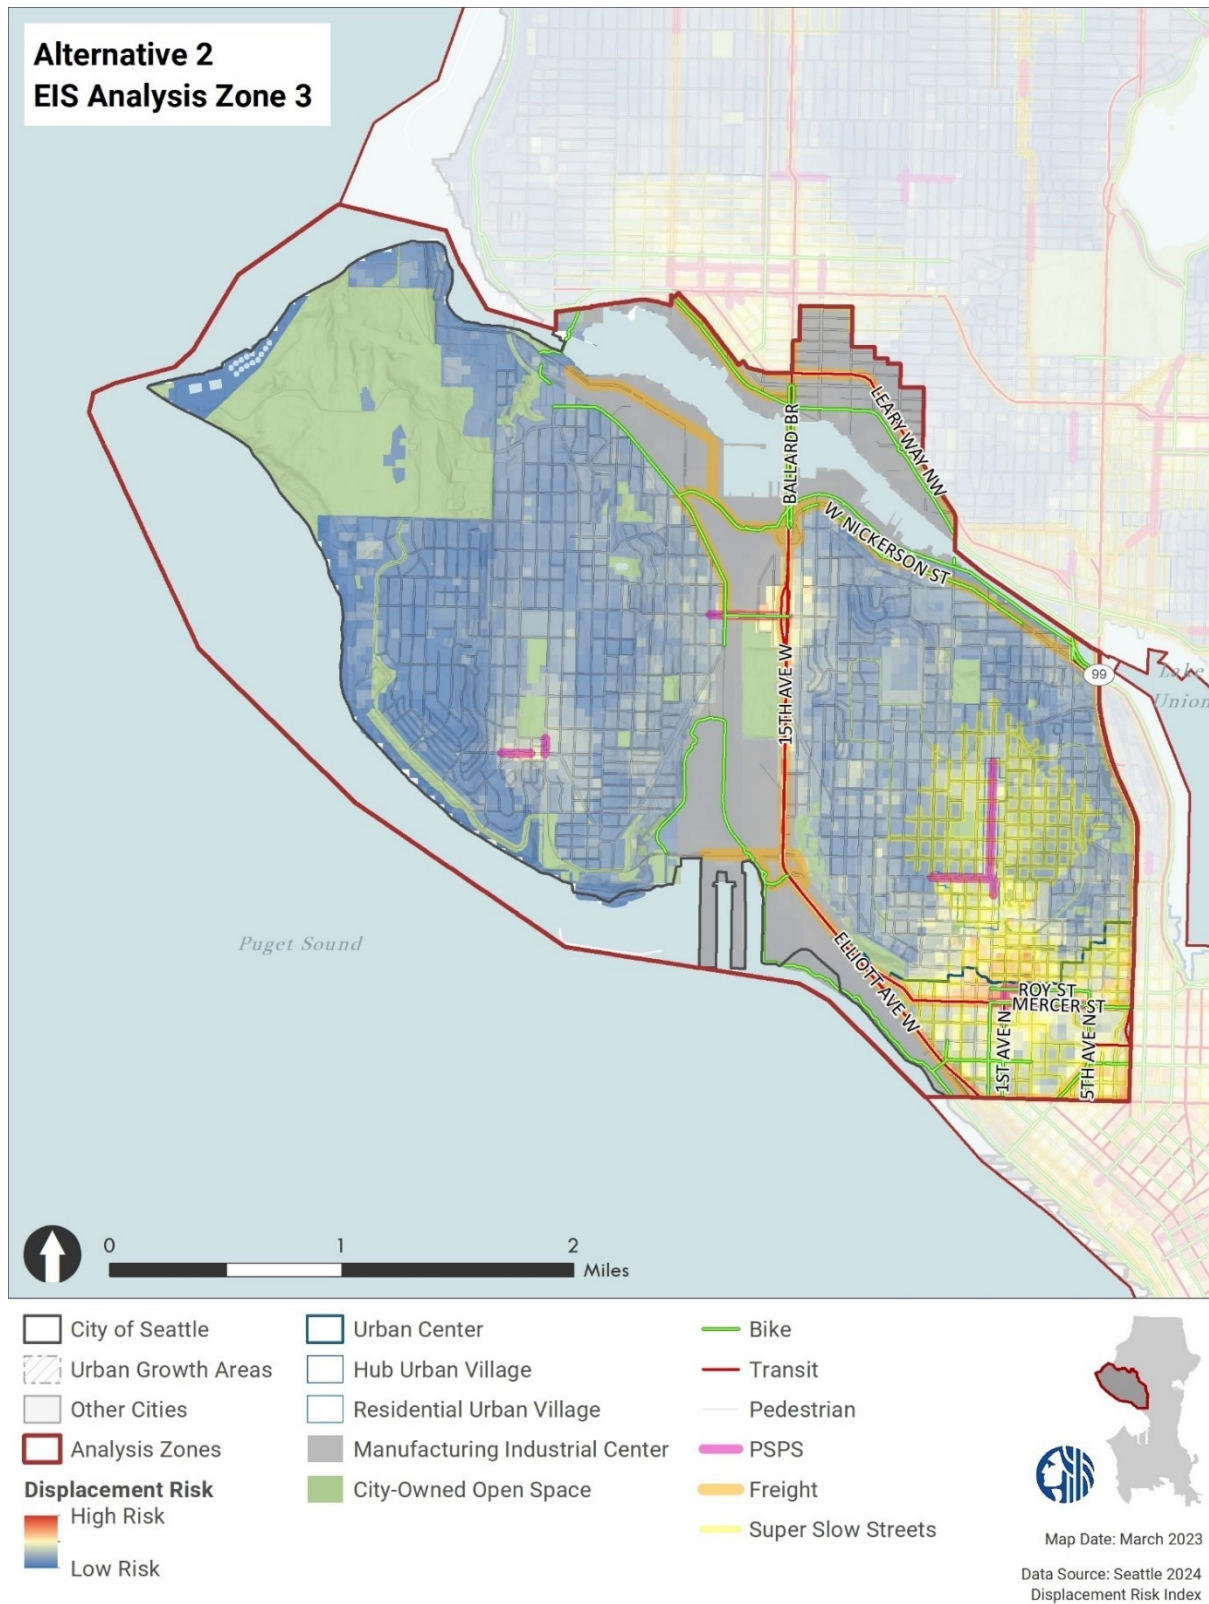 Alternative 2
EIS Analysis Zone 3
LEARY WAY NW
BALLARD BR
W NICKERSON ST
99
Lake
Union
15TH AVE W
Puget Sound
ELLIOTT AVE W
ROY ST
MERCER ST
1ST AVE N
5TH AVE N
0 1 2
Miles
City of Seattle
Urban Growth Areas
Other Cities
Analysis Zones
Displacement Risk
High Risk
Low Risk
Urban Center
Hub Urban Village
Residential Urban Village
Manufacturing Industrial Center
City-Owned Open Space
Bike
Transit
Pedestrian
PSPS
Freight
Super Slow Streets
Map Date: March 2023
Data Source: Seattle 2024
Displacement Risk Index